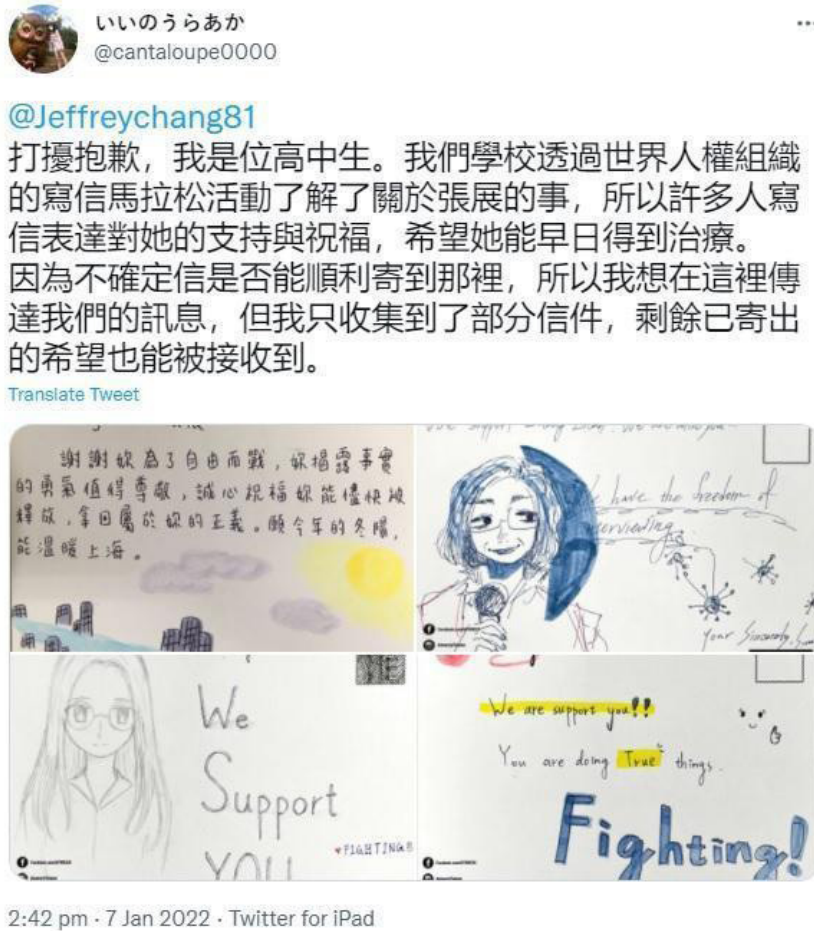 いいのうらあか
@cantaloupe0000
@Jeffreychang81
打擾抱歉，我是位高中生。我們學校透過世界人權組織
的寫信馬拉松活動了解了關於張展的事，所以許多人寫
信表達對她的支持與祝福，希望她能早日得到治療。
因為不確定信是否能順利寄到那裡，所以我想在這裡傳
達我們的訊息，但我只收集到了部分信件，剩餘已寄出
的希望也能被接收到。
Translate Tweet
謝謝妳為了自由而戰，妳揭露事實
的勇氣值得尊敬，誠心祝福妳能儘快被
釋放，拿回屬於妳的正義。願今年的冬陽，
能溫暖上海。
have the freedom of
Your Sincerely,
We
Support
YOU
♥FIGHTING
We are support you!!
You are doing True things.
Fighting!
2:42 pm · 7 Jan 2022 · Twitter for iPad